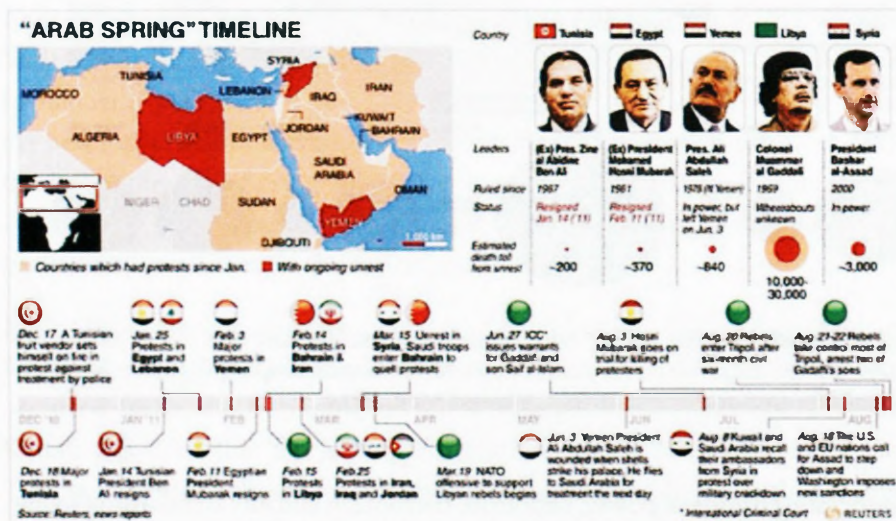 "ARAB SPRING" TIMELINE
MOROCCO
TUNISIA
ALGERIA
LIBYA
EGYPT
SYRIA
LEBANON
IRAQ
IRAN
JORDAN
KUWAIT
BAHRAIN
SAUDI
ARABIA
OMAN
YEMEN
NIGER
CHAD
SUDAN
DJIBOUTI
1,000 km
Countries which had protests since Jan.
With ongoing unrest
Country
Tunisia
Egypt
Yemen
Libya
Syria
Leaders
(Ex) Pres. Zine
al Abidine
Ben Ali
(Ex) President
Mohamed
Hosni Mubarak
Pres. Ali
Abdullah
Saleh
Colonel
Muammar
al Gaddafi
President
Bashar
al-Assad
Ruled since
1987
1981
1978 (N Yemen)
1969
2000
Status
Resigned
Jan. 14 ('11)
Resigned
Feb. 11 ('11)
In power, but
left Yemen
on Jun. 3
Whereabouts
unknown
In power
Estimated
death toll
from unrest
~200
~370
~640
10,000-
30,000
~3,000
Dec. 17 A Tunisian
fruit vendor sets
himself on fire in
protest against
treatment by police
Jan. 25
Protests in
Egypt and
Lebanon
Feb. 3
Major
protests in
Yemen
Feb. 14
Protests in
Bahrain &
Iran
Mar. 15 Unrest in
Syria, Saudi troops
enter Bahrain to
quell protests
Jun. 27 ICC*
issues warrants
for Gaddafi and
son Saif al-Islam
Aug. 3 Hosni
Mubarak goes on
trial for killing of
protesters
Aug. 20 Rebels
enter Tripoli after
six-month civil
war
Aug. 21-22 Rebels
take control most of
Tripoli, arrest two of
Gadafi's sons
DEC '10
JAN '11
FEB
MAR
APR
MAY
JUN
JUL
AUG
Dec. 18 Major
protests in
Tunisia
Jan. 14 Tunisian
President Ben
Ali resigns
Feb. 11 Egyptian
President
Mubarak resigns
Feb. 15
Protests
in Libya
Feb. 25
Protests in Iran,
Iraq and Jordan
Mar. 19 NATO
offensive to support
Libyan rebels begins
Jun. 3 Yemen President
Ali Abdullah Saleh is
wounded when shells
strike his palace. He flies
to Saudi Arabia for
treatment the next day
Aug. 8 Kuwait and
Saudi Arabia recall
their ambassadors
from Syria in
protest over
military crackdown
Aug. 18 The U.S.
and EU nations call
for Assad to step
down and
Washington imposes
new sanctions
Source: Reuters, news reports
* International Criminal Court
REUTERS